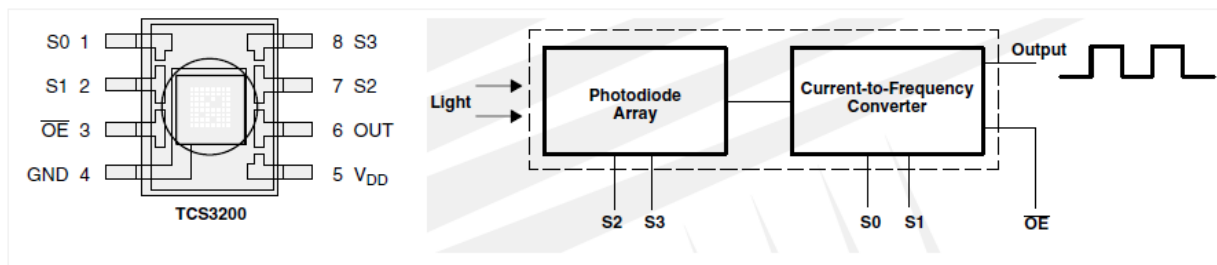 S0 1
8 S3
S1 2
7 S2
OE 3
6 OUT
GND 4
5 VDD
TCS3200
Light
Photodiode
Array
Current-to-Frequency
Converter
Output
S2 S3
S0 S1
OE